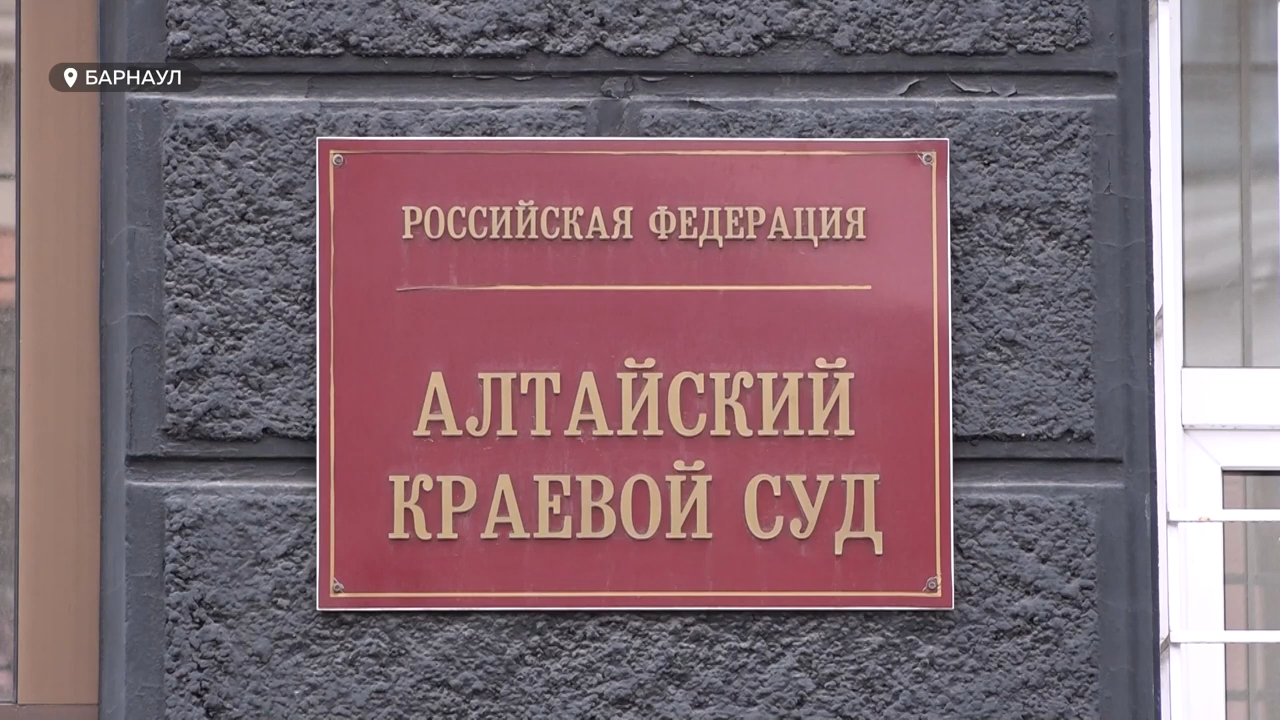 БАРНАУЛ
РОССИЙСКАЯ ФЕДЕРАЦИЯ
АЛТАЙСКИЙ
КРАЕВОЙ СУД